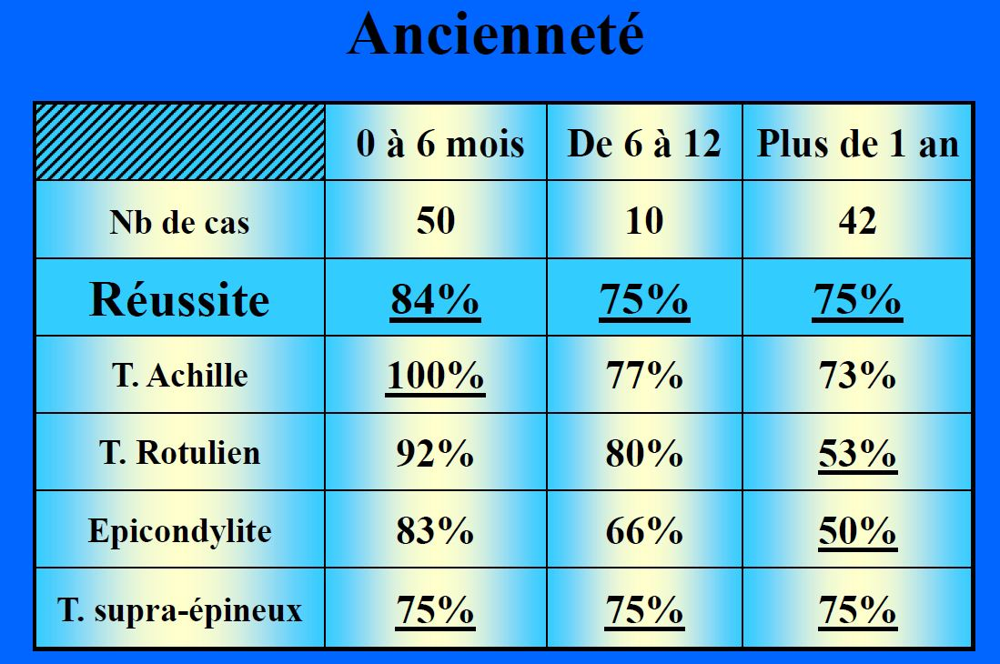 Ancienneté
0 à 6 mois De 6 à 12 Plus de 1 an
Nb de cas 50 10 42
Réussite 84% 75% 75%
T. Achille 100% 77% 73%
T. Rotulien 92% 80% 53%
Epicondylite 83% 66% 50%
T. supra-épineux 75% 75% 75%